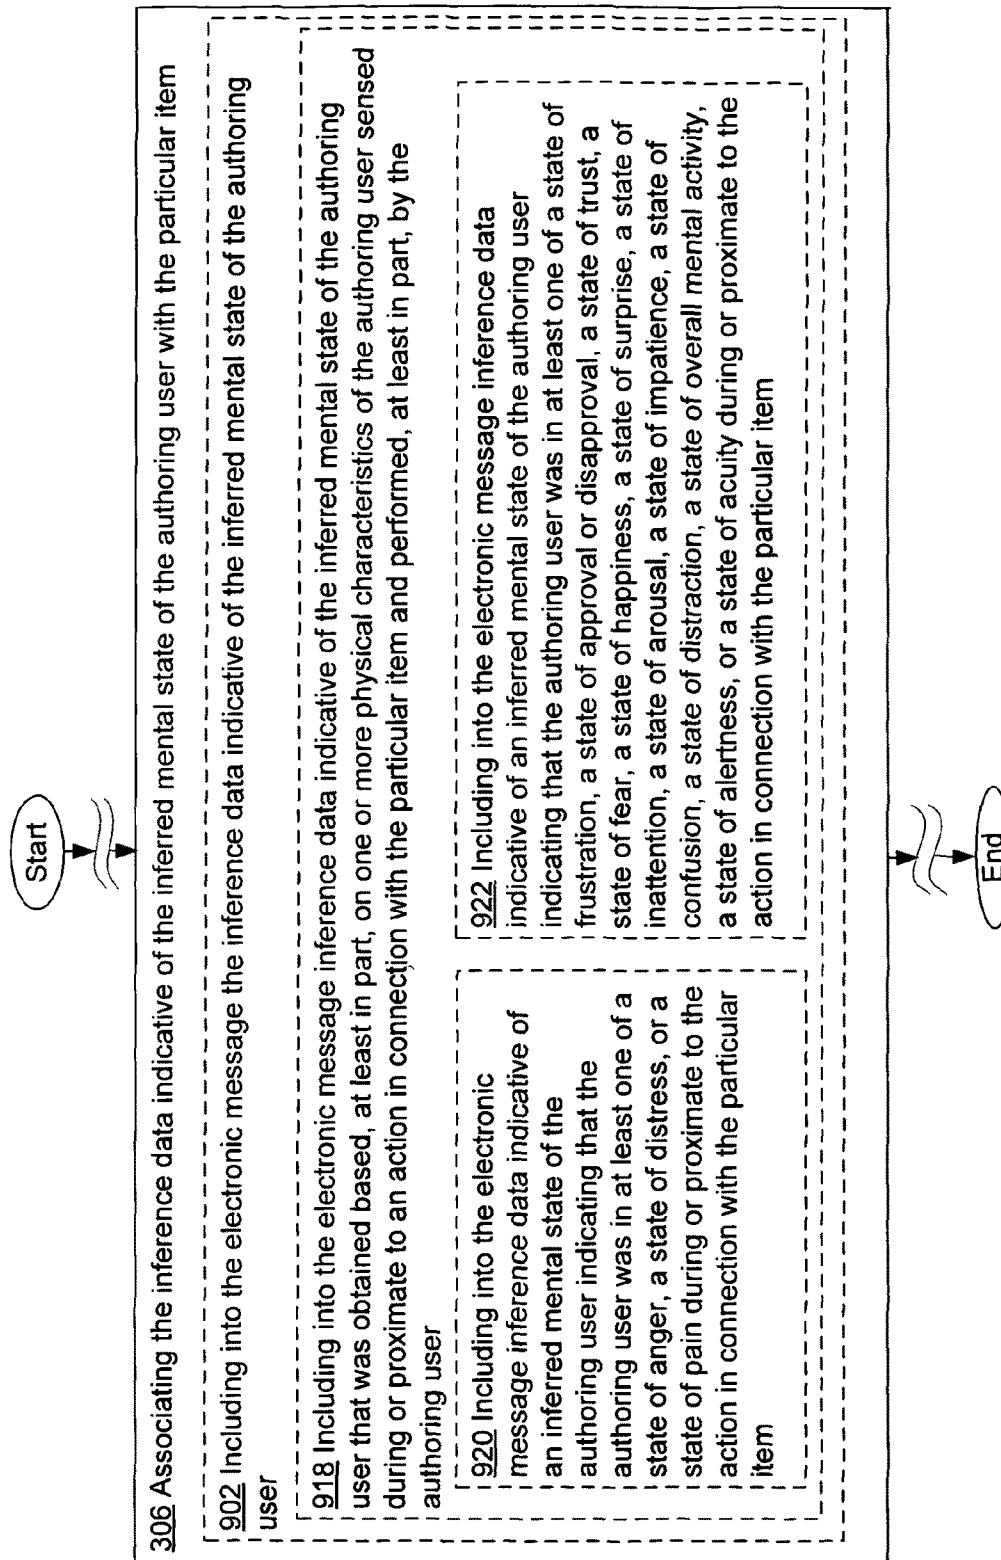 Start
306 Associating the inference data indicative of the inferred mental state of the authoring user with the particular item
902 Including into the electronic message the inference data indicative of the inferred mental state of the authoring
user
918 Including into the electronic message inference data indicative of the inferred mental state of the authoring
user that was obtained based, at least in part, on one or more physical characteristics of the authoring user sensed
during or proximate to an action in connection with the particular item and performed, at least in part, by the
authoring user
920 Including into the electronic
message inference data indicative of
an inferred mental state of the
authoring user indicating that the
authoring user was in at least one of a
state of anger, a state of distress, or a
state of pain during or proximate to the
action in connection with the particular
item
922 Including into the electronic message inference data
indicative of an inferred mental state of the authoring user
indicating that the authoring user was in at least one of a state of
frustration, a state of approval or disapproval, a state of trust, a
state of fear, a state of happiness, a state of surprise, a state of
inattention, a state of arousal, a state of impatience, a state of
confusion, a state of distraction, a state of overall mental activity,
a state of alertness, or a state of acuity during or proximate to the
action in connection with the particular item
End